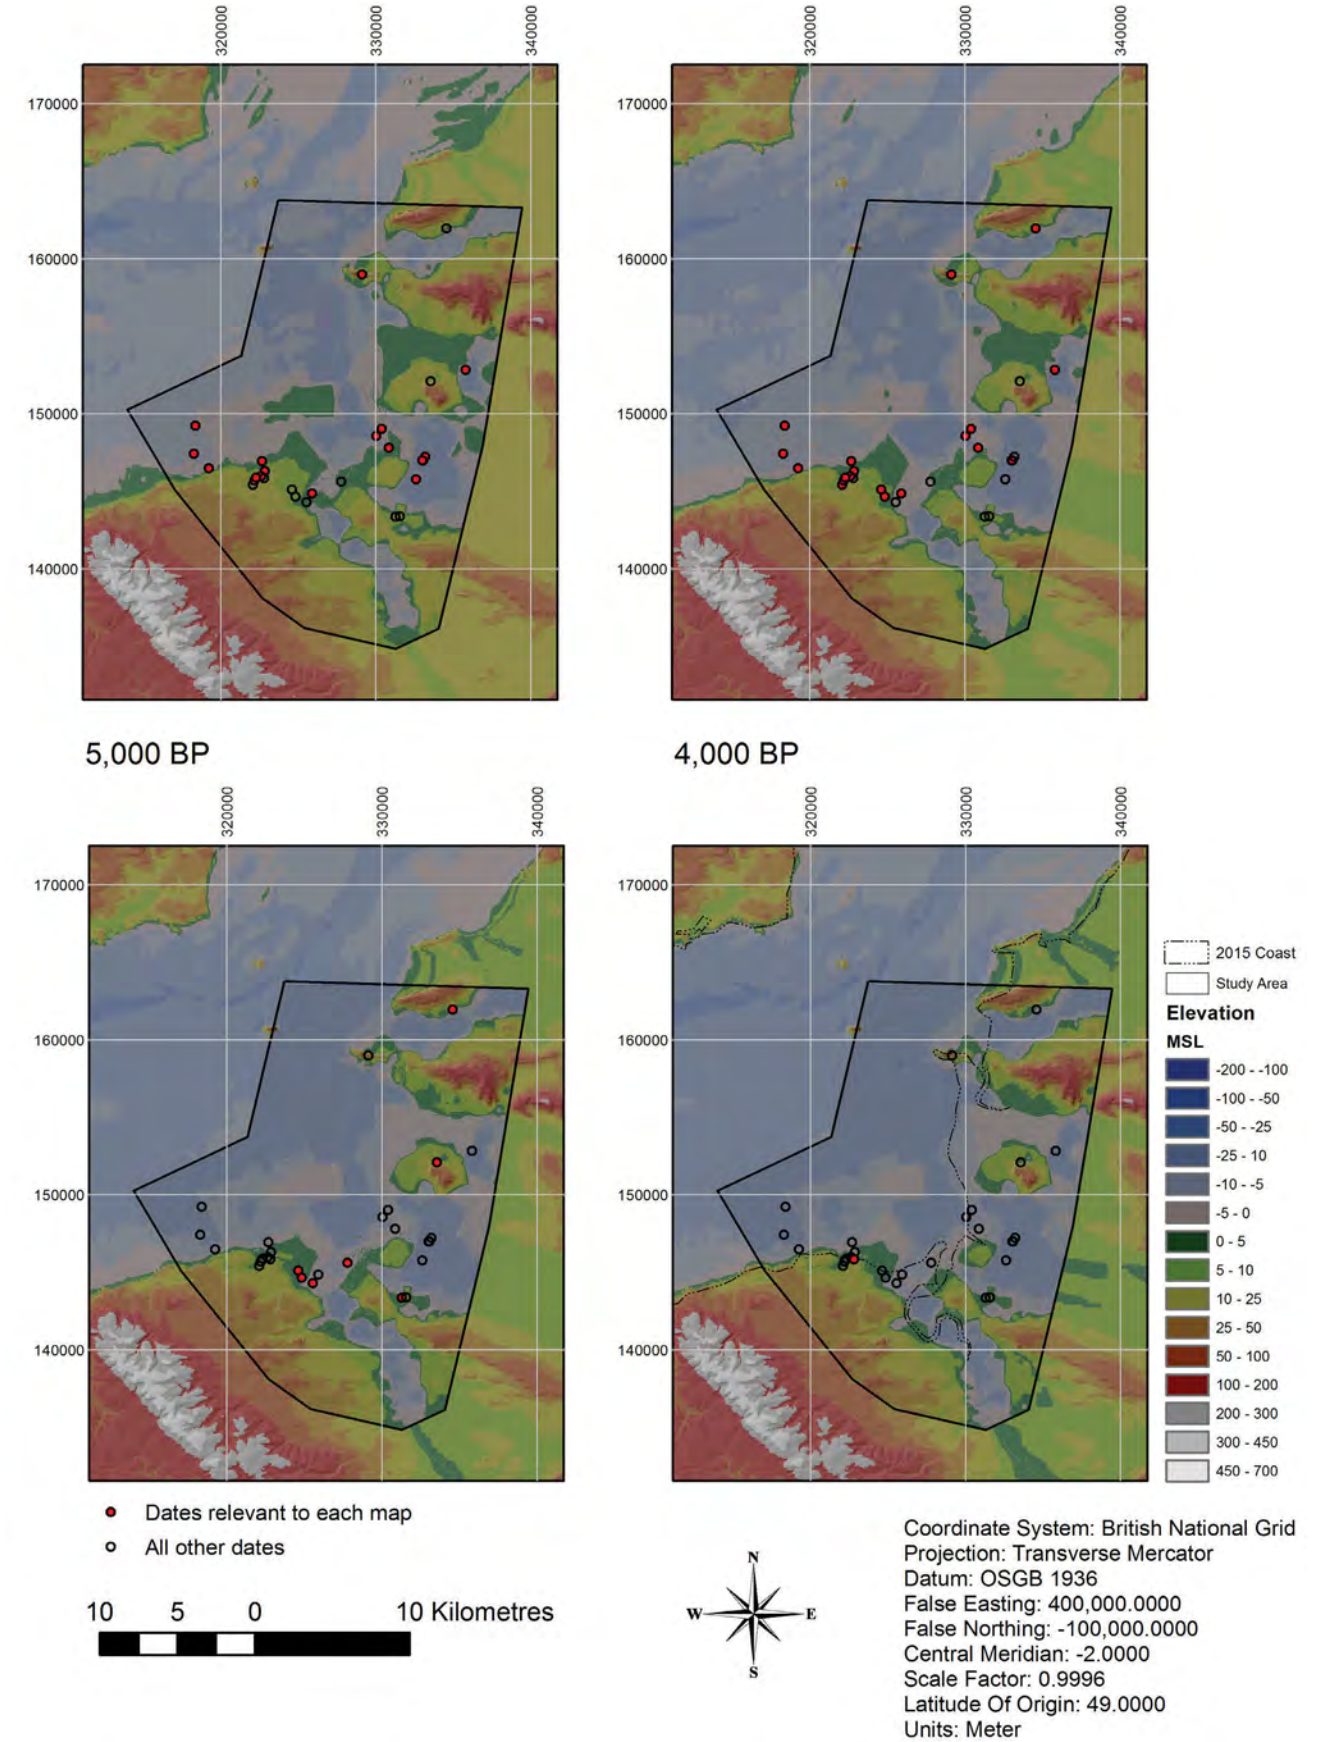 320000 330000 340000 320000 330000 340000
170000 170000
160000 160000
150000 150000
140000 140000
5,000 BP 4,000 BP
320000 330000 340000 320000 330000 340000
170000 170000
160000 160000
150000 150000
140000 140000
2015 Coast
Study Area
Elevation
MSL
-200 - -100
-100 - -50
-50 - -25
-25 - 10
-10 - -5
-5 - 0
0 - 5
5 - 10
10 - 25
25 - 50
50 - 100
100 - 200
200 - 300
300 - 450
450 - 700
Dates relevant to each map
All other dates
10 5 0 10 Kilometres
N
W E
S
Coordinate System: British National Grid
Projection: Transverse Mercator
Datum: OSGB 1936
False Easting: 400,000.0000
False Northing: -100,000.0000
Central Meridian: -2.0000
Scale Factor: 0.9996
Latitude Of Origin: 49.0000
Units: Meter